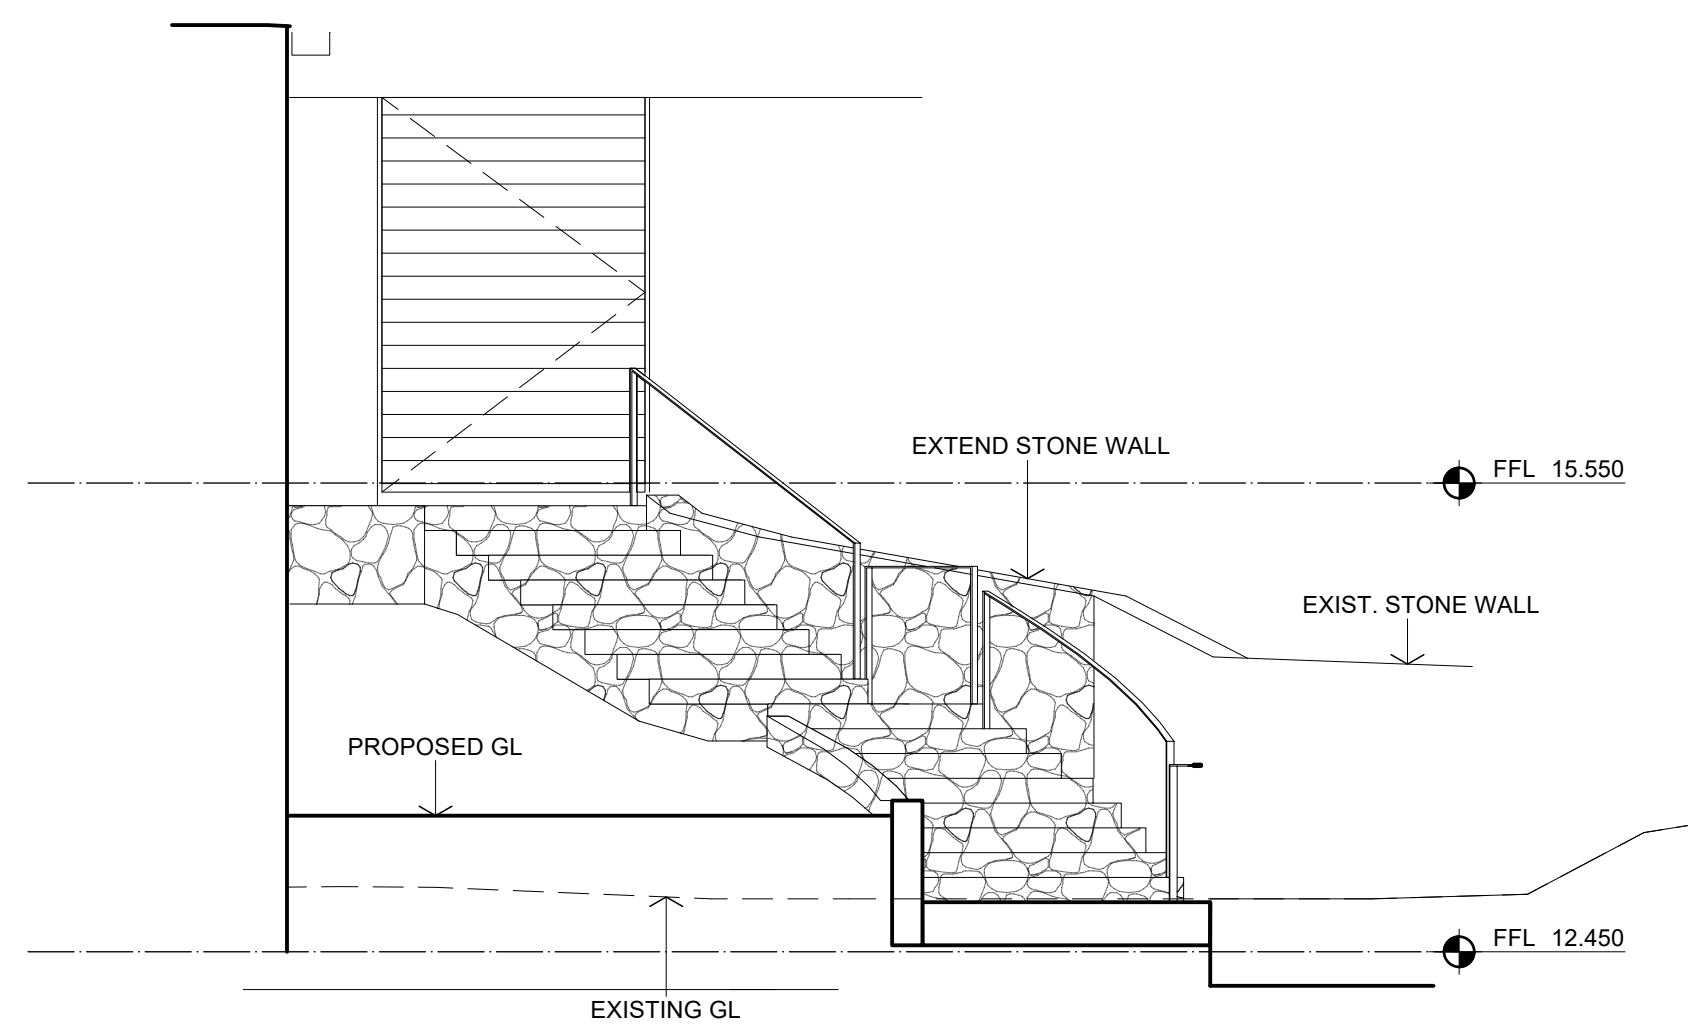 EXTEND STONE WALL
FFL 15.550
EXIST. STONE WALL
PROPOSED GL
FFL 12.450
EXISTING GL